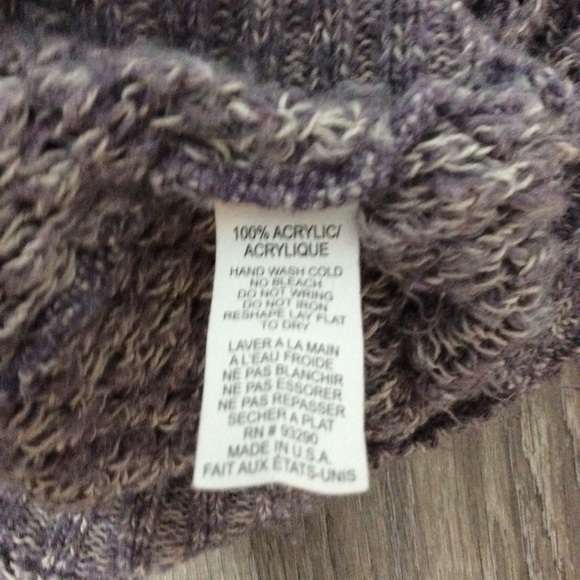 100% ACRYLIC/
ACRYLIQUE
HAND WASH COLD
NO BLEACH
DO NOT WRING
DO NOT IRON
RESHAPE LAY FLAT
TO DRY
LAVER A LA MAIN
A L'EAU FROIDE
NE PAS BLANCHIR
NE PAS ESSORER
NE PAS REPASSER
SECHER A PLAT
RN # 93290
MADE IN U.S.A.
FAIT AUX ÉTATS-UNIS